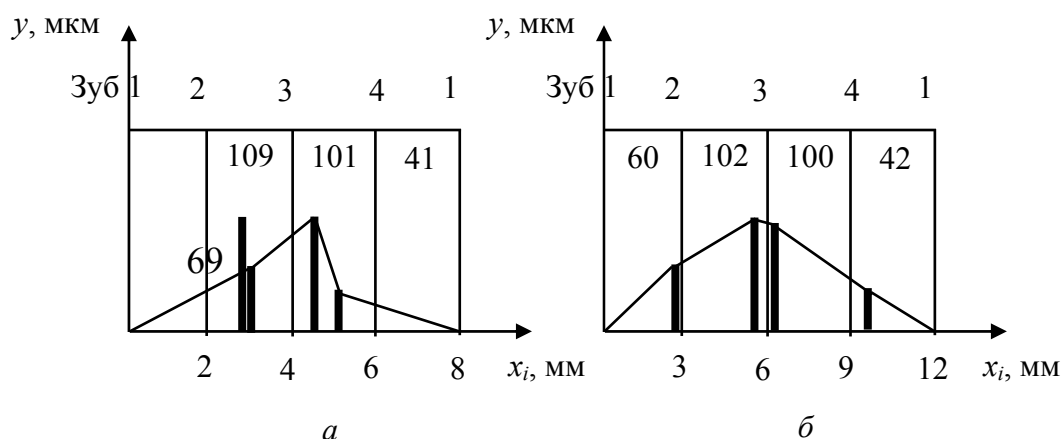 y, мкм y, мкм
Зуб 1 2 3 4 1 Зуб 1 2 3 4 1
109 101 41 60 102 100 42
69
2 4 6 8 x_i, мм 3 6 9 12 x_i, мм
а б